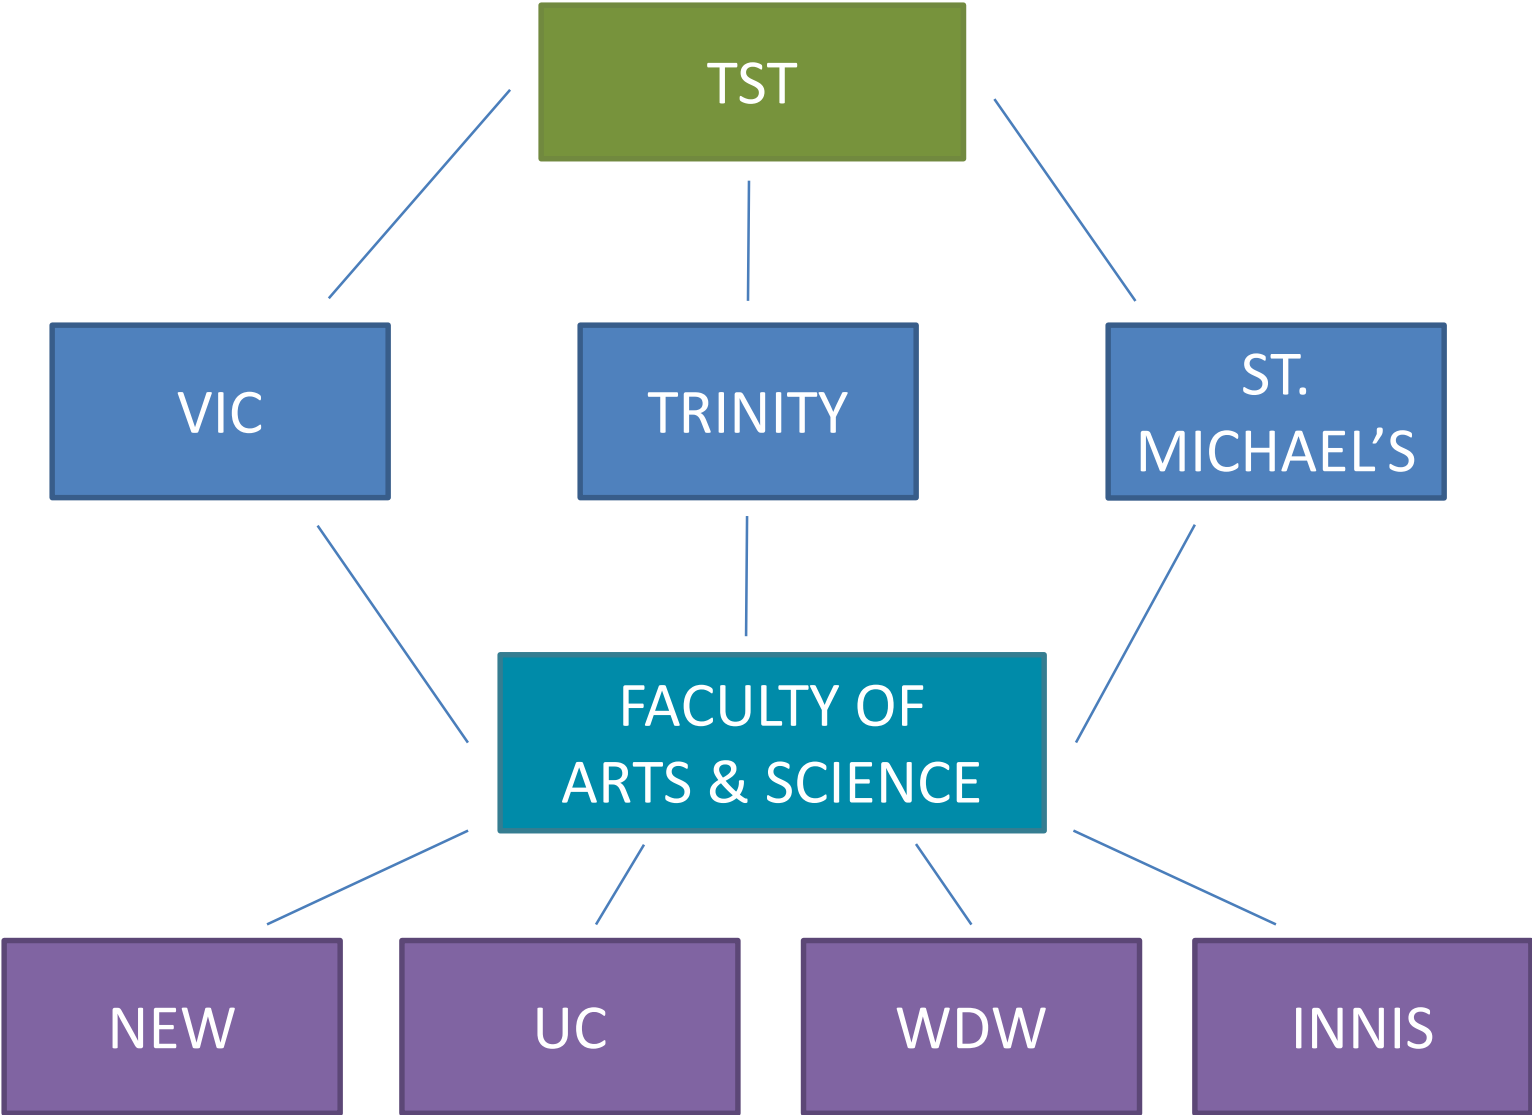 TST
VIC
TRINITY
ST.
MICHAEL’S
FACULTY OF
ARTS & SCIENCE
NEW
UC
WDW
INNIS